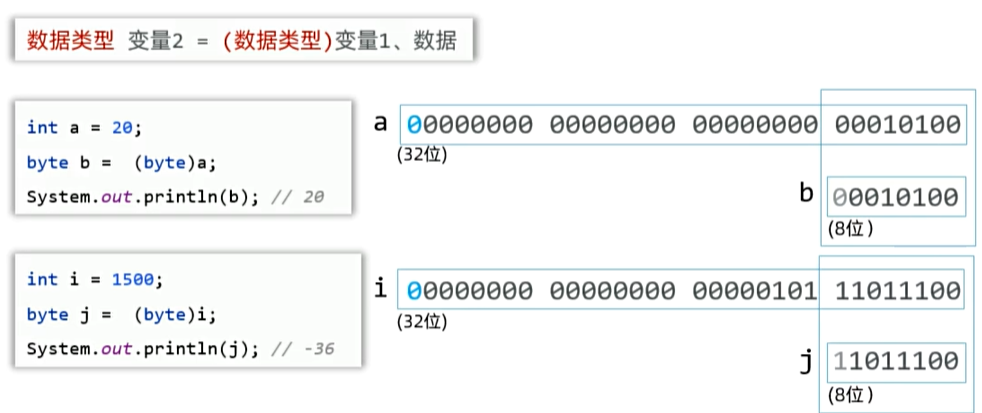 数据类型 变量2 = (数据类型)变量1、数据
int a = 20;
byte b =  (byte)a;
System.out.println(b); // 20
a 00000000 00000000 00000000 00010100
(32位)
b 00010100
(8位)
int i = 1500;
byte j =  (byte)i;
System.out.println(j); // -36
i 00000000 00000000 00000101 11011100
(32位)
j 11011100
(8位)